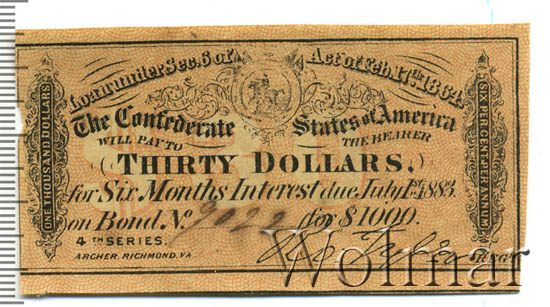 Loan under Sec. 6 of Act of Feb. 17th 1864.
The Confederate States of America
WILL PAY TO THE BEARER
THIRTY DOLLARS,
for Six Months Interest due July 1st 1883.
on Bond No. 2022 for $1000.
4TH SERIES.
ARCHER, RICHMOND, VA
ONE THOUSAND DOLLARS
SIX PER CENT. PER ANNUM
Wolmar